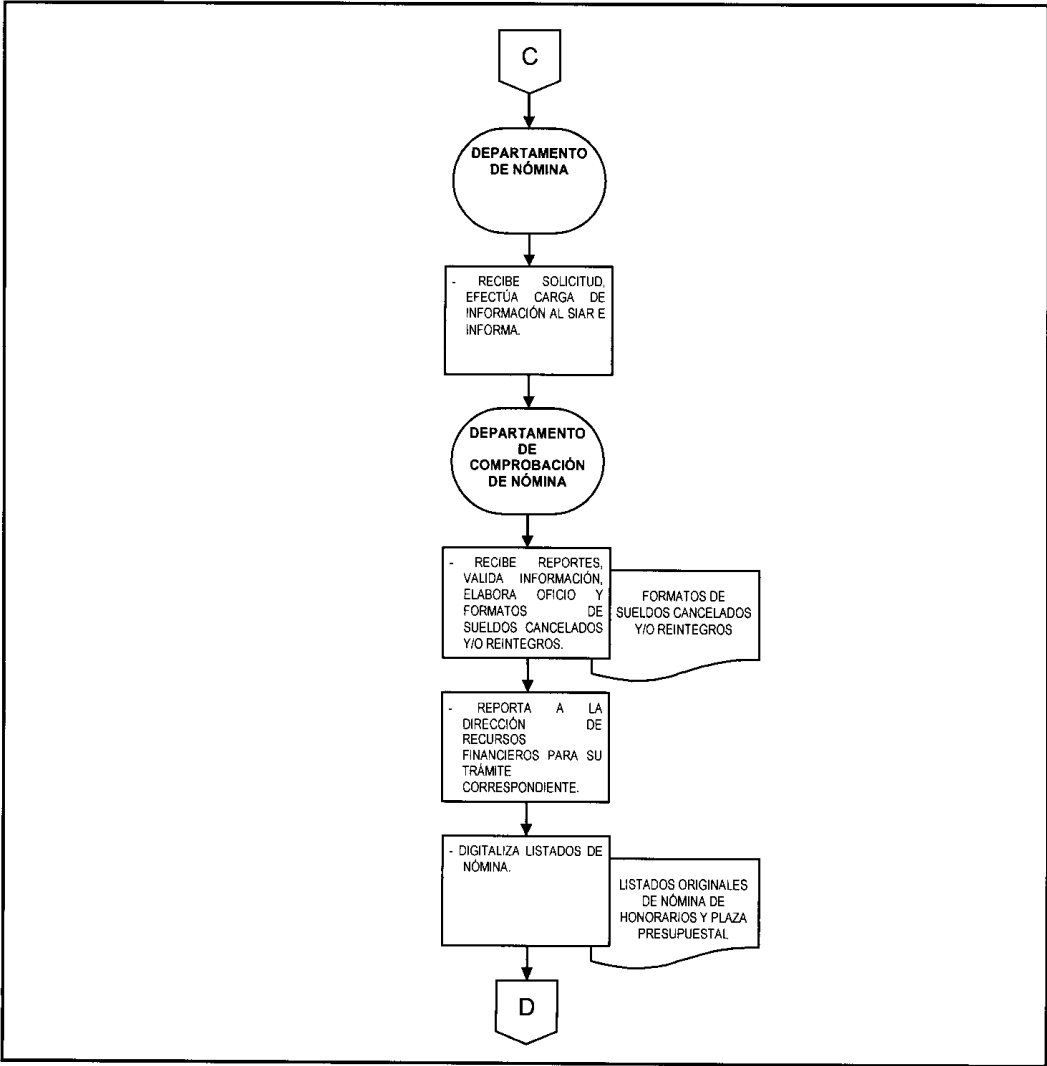 C
DEPARTAMENTO
DE NÓMINA
- RECIBE SOLICITUD,
EFECTÚA CARGA DE
INFORMACIÓN AL SIAR E
INFORMA.
DEPARTAMENTO
DE
COMPROBACIÓN
DE NÓMINA
- RECIBE REPORTES,
VALIDA INFORMACIÓN,
ELABORA OFICIO Y
FORMATOS DE
SUELDOS CANCELADOS
Y/O REINTEGROS.
FORMATOS DE
SUELDOS CANCELADOS
Y/O REINTEGROS
- REPORTA A LA
DIRECCIÓN DE
RECURSOS
FINANCIEROS PARA SU
TRÁMITE
CORRESPONDIENTE.
- DIGITALIZA LISTADOS DE
NÓMINA.
LISTADOS ORIGINALES
DE NÓMINA DE
HONORARIOS Y PLAZA
PRESUPUESTAL
D